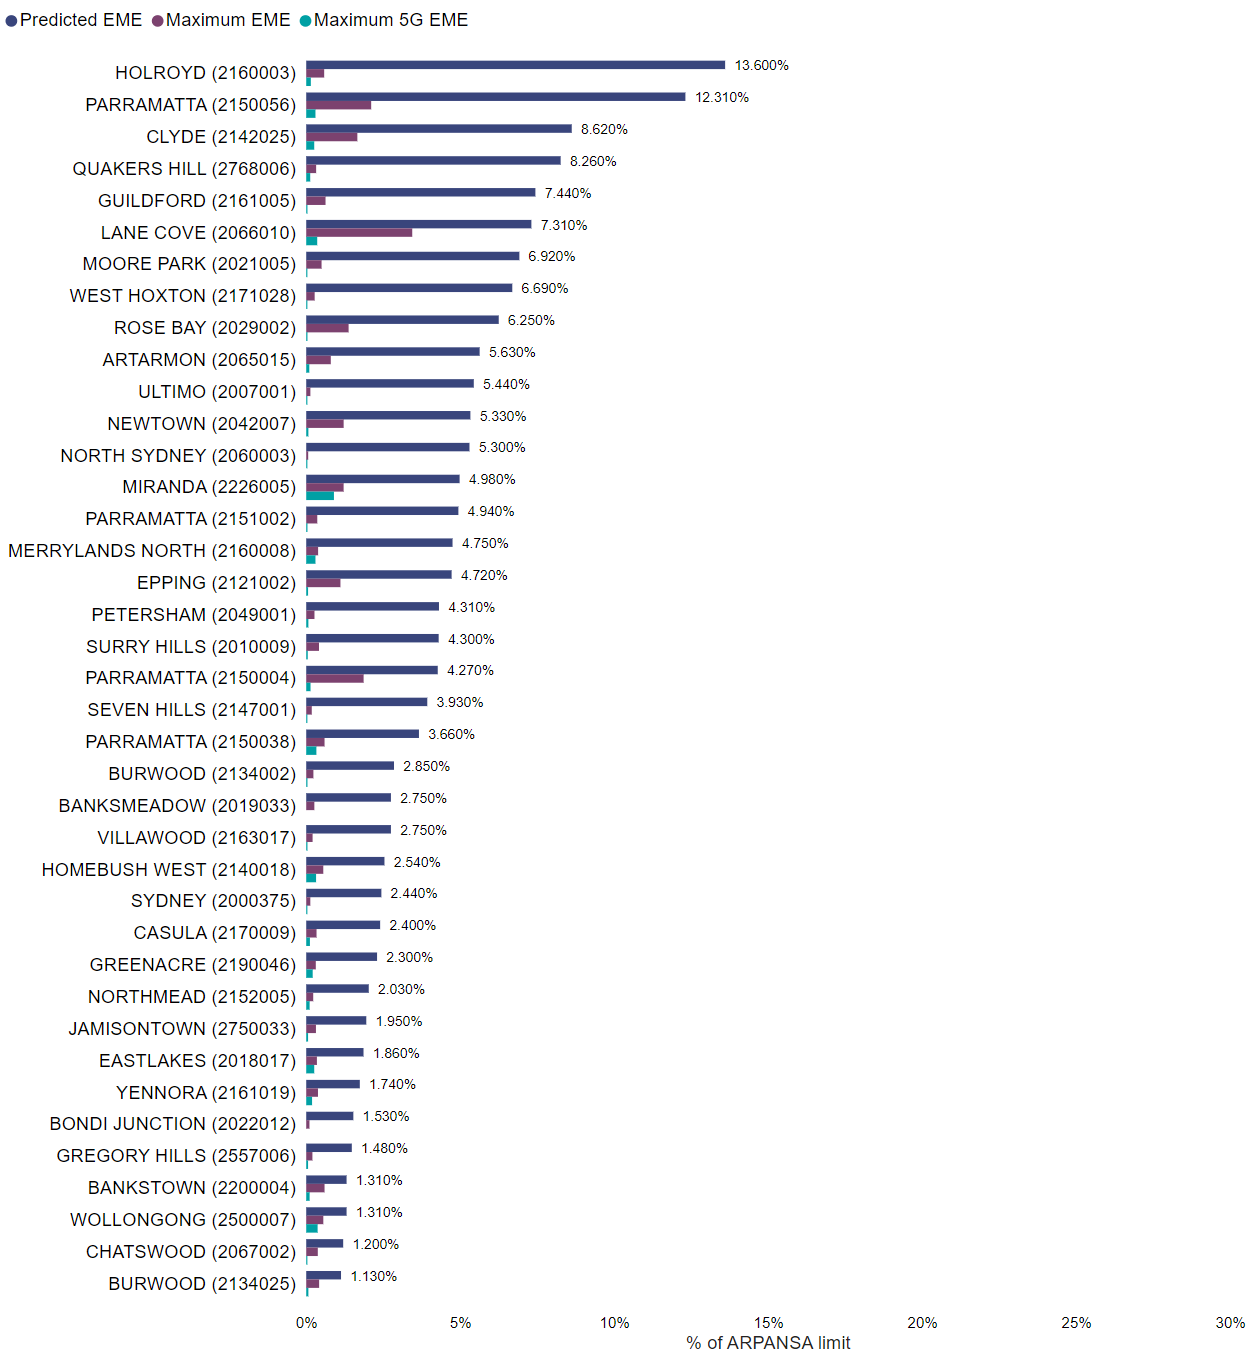 Predicted EME Maximum EME Maximum 5G EME
HOLROYD (2160003) 13.600%
PARRAMATTA (2150056) 12.310%
CLYDE (2142025) 8.620%
QUAKERS HILL (2768006) 8.260%
GUILDFORD (2161005) 7.440%
LANE COVE (2066010) 7.310%
MOORE PARK (2021005) 6.920%
WEST HOXTON (2171028) 6.690%
ROSE BAY (2029002) 6.250%
ARTARMON (2065015) 5.630%
ULTIMO (2007001) 5.440%
NEWTOWN (2042007) 5.330%
NORTH SYDNEY (2060003) 5.300%
MIRANDA (2226005) 4.980%
PARRAMATTA (2151002) 4.940%
MERRYLANDS NORTH (2160008) 4.750%
EPPING (2121002) 4.720%
PETERSHAM (2049001) 4.310%
SURRY HILLS (2010009) 4.300%
PARRAMATTA (2150004) 4.270%
SEVEN HILLS (2147001) 3.930%
PARRAMATTA (2150038) 3.660%
BURWOOD (2134002) 2.850%
BANKSMEADOW (2019033) 2.750%
VILLAWOOD (2163017) 2.750%
HOMEBUSH WEST (2140018) 2.540%
SYDNEY (2000375) 2.440%
CASULA (2170009) 2.400%
GREENACRE (2190046) 2.300%
NORTHMEAD (2152005) 2.030%
JAMISONTOWN (2750033) 1.950%
EASTLAKES (2018017) 1.860%
YENNORA (2161019) 1.740%
BONDI JUNCTION (2022012) 1.530%
GREGORY HILLS (2557006) 1.480%
BANKSTOWN (2200004) 1.310%
WOLLONGONG (2500007) 1.310%
CHATSWOOD (2067002) 1.200%
BURWOOD (2134025) 1.130%
0% 5% 10% 15% 20% 25% 30%
% of ARPANSA limit